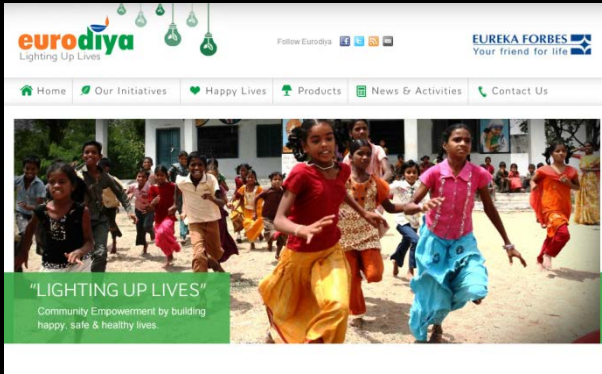 eurodiya
Lighting Up Lives
Follow Eurodiya
EUREKA FORBES
Your friend for life
Home
Our Initiatives
Happy Lives
Products
News & Activities
Contact Us
"LIGHTING UP LIVES"
Community Empowerment by building
happy, safe & healthy lives.